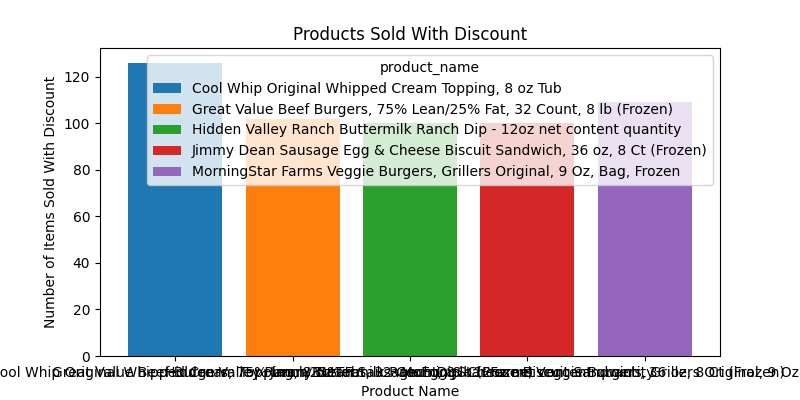 Products Sold With Discount
product_name
Cool Whip Original Whipped Cream Topping, 8 oz Tub
Great Value Beef Burgers, 75% Lean/25% Fat, 32 Count, 8 lb (Frozen)
Hidden Valley Ranch Buttermilk Ranch Dip - 12oz net content quantity
Jimmy Dean Sausage Egg & Cheese Biscuit Sandwich, 36 oz, 8 Ct (Frozen)
MorningStar Farms Veggie Burgers, Grillers Original, 9 Oz, Bag, Frozen
Number of Items Sold With Discount
120
100
80
60
40
20
0
Product Name